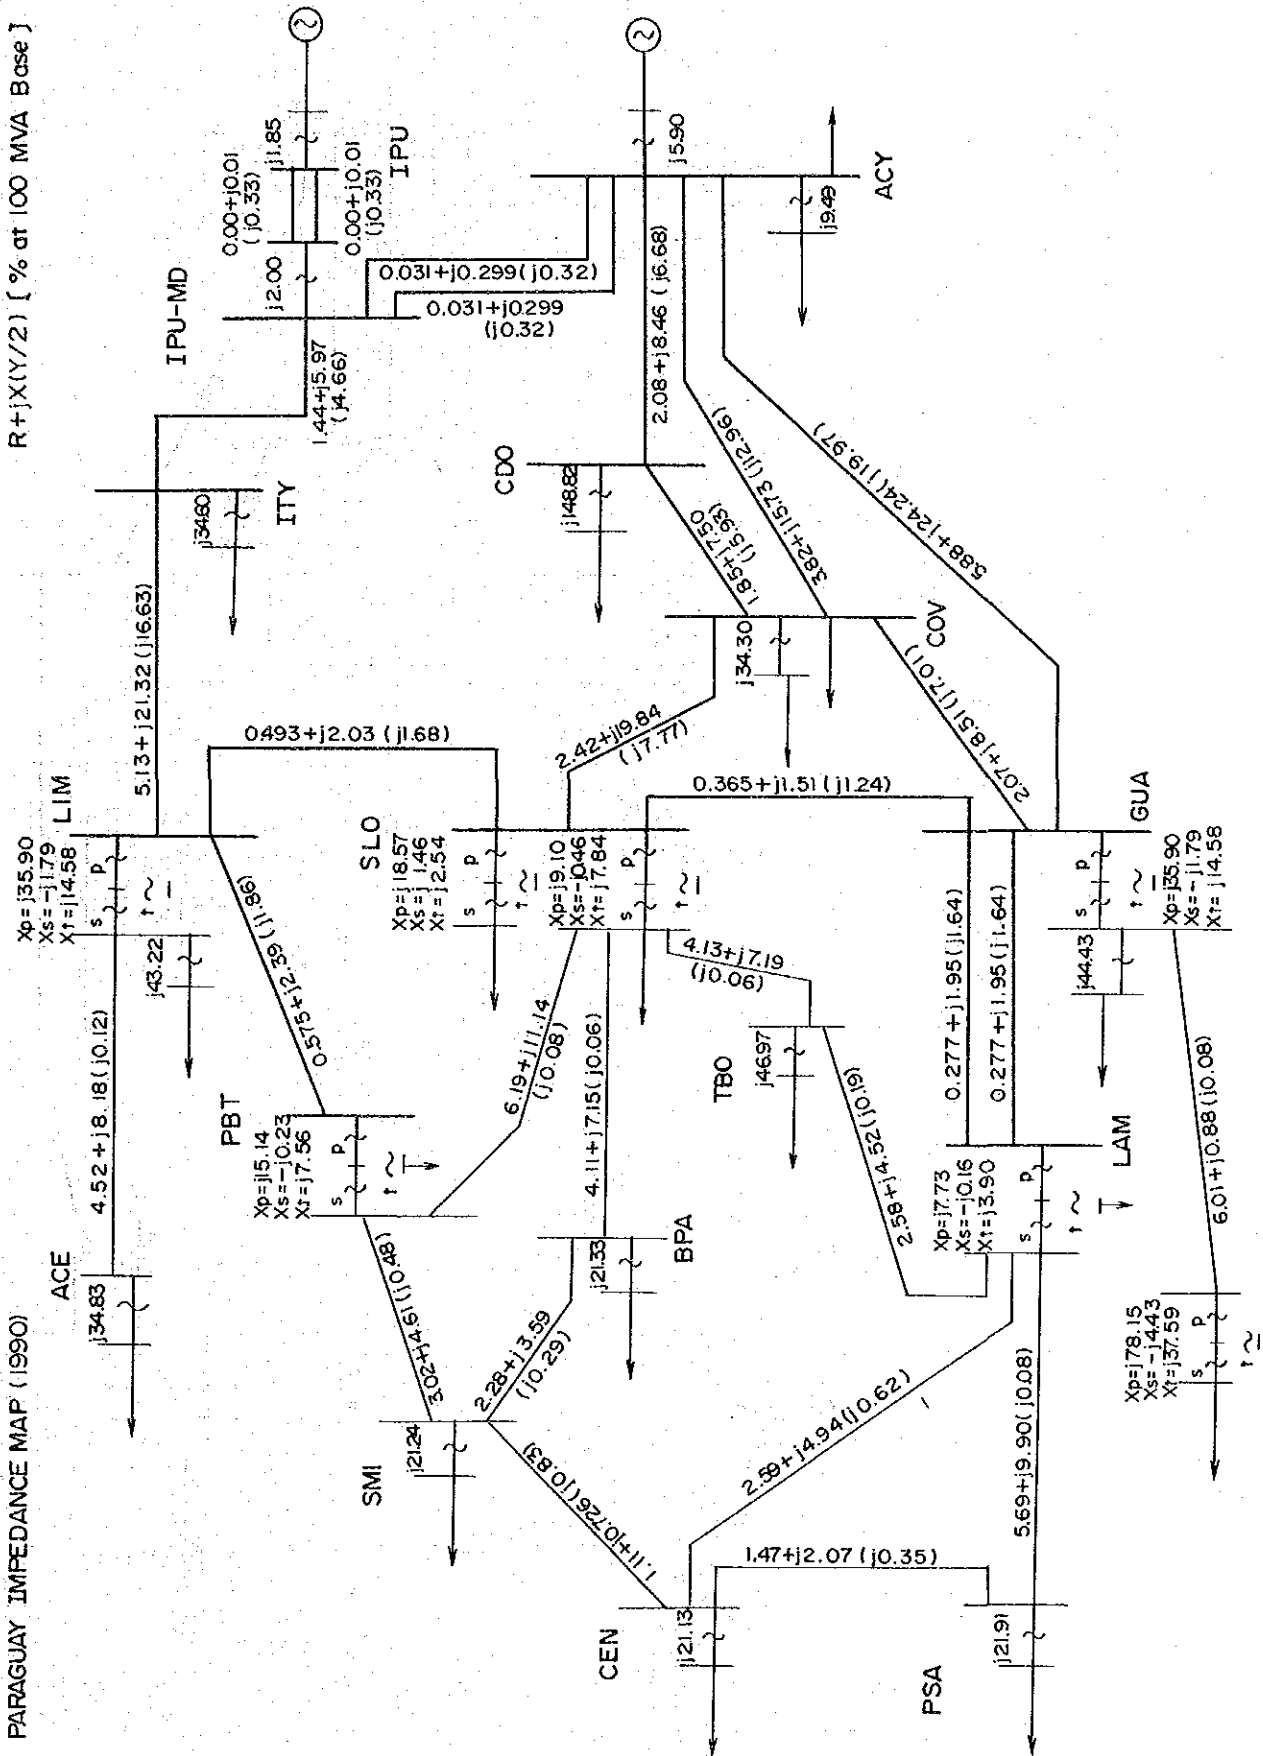 PARAGUAY IMPEDANCE MAP (1990)
R+jX(Y/2) [% at 100 MVA Base]
IPU-MD
IPU
j2.00
0.00+j0.01
(j0.33)
0.00+j0.01
(j0.33)
j1.85
0.031+j0.299(j0.32)
0.031+j0.299
(j0.32)
1.44+j5.97
(j4.66)
j5.90
ACY
j9.49
ITY
j34.60
CDO
j148.82
2.08+j8.46 (j6.68)
1.85+j7.50
(j5.93)
3.82+j15.73 (j12.96)
5.88+j24.24(j19.97)
COV
j34.30
5.13+j21.32 (j16.63)
0.493+j2.03 (j1.68)
2.42+j19.84
(j7.77)
2.07+j8.51 (j7.01)
0.365+j1.51 (j1.24)
LIM
Xp=j35.90
Xs=-j1.79
Xt=j14.58
s
p
t
j43.22
SLO
Xp=j18.57
Xs=j1.46
Xt=j2.54
s
p
t
Xp=j9.10
Xs=-j0.46
Xt=j7.84
s
p
t
GUA
Xp=j35.90
Xs=-j1.79
Xt=j14.58
s
p
t
j44.43
0.575+j2.39 (j1.86)
4.52+j8.18(j0.12)
6.19+j11.14
(j0.08)
4.11+j7.15(j0.06)
4.13+j7.19
(j0.06)
TBO
j46.97
0.277+j1.95(j1.64)
0.277+j1.95(j1.64)
PBT
Xp=j15.14
Xs=-j0.23
Xt=j7.56
s
p
t
LAM
Xp=j7.73
Xs=-j0.16
Xt=j3.90
s
p
t
2.58+j4.52(j0.19)
6.01+j0.88(j0.08)
ACE
j34.83
BPA
j21.33
3.02+j4.61(j0.48)
2.28+j3.59
(j0.29)
Xp=j78.15
Xs=-j4.43
Xt=j37.59
s
p
t
SMI
j21.24
1.11+j0.726(j0.83)
2.59+j4.94(j0.62)
5.69+j9.90(j0.08)
1.47+j2.07 (j0.35)
CEN
j21.13
PSA
j21.91